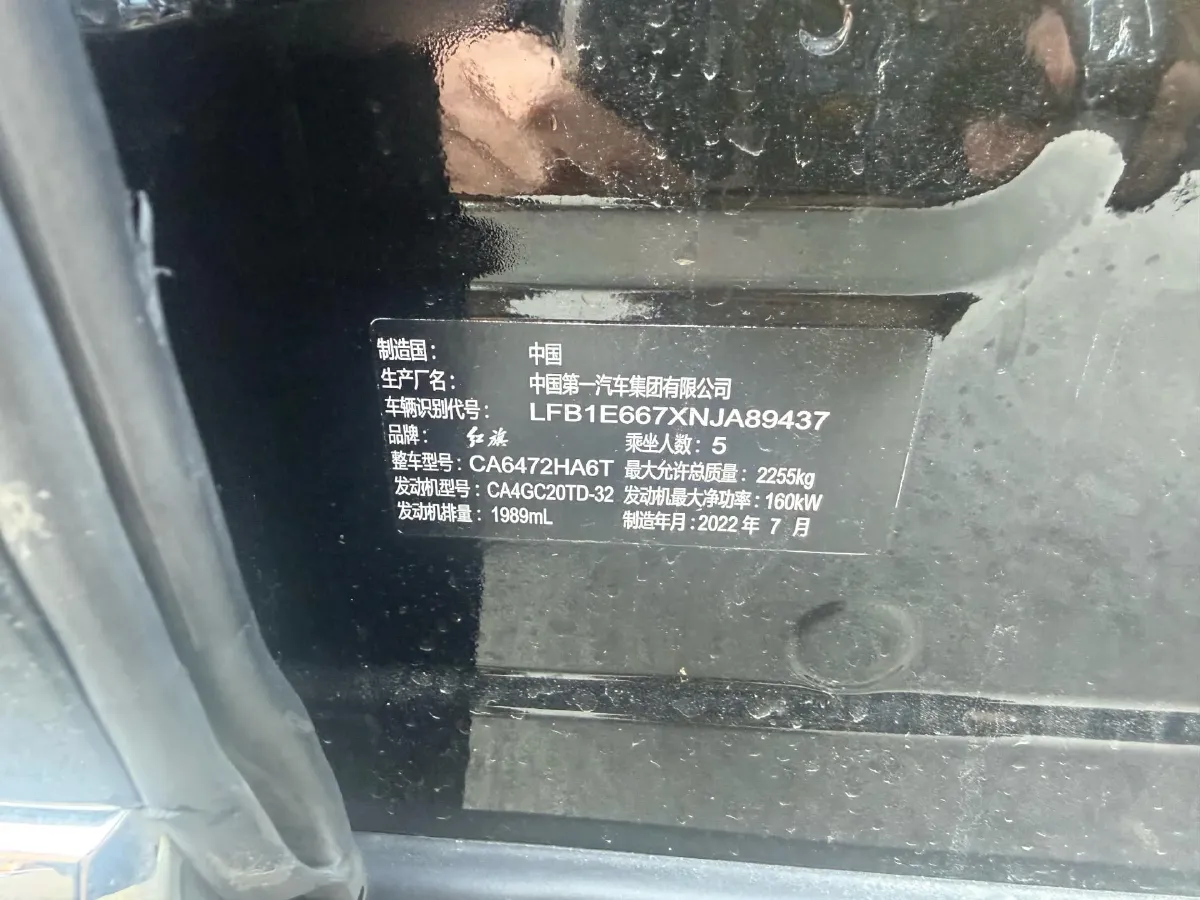 制造国: 中国
生产厂名: 中国第一汽车集团有限公司
车辆识别代号: LFB1E667XNJA89437
品牌: 红旗 乘坐人数: 5
整车型号: CA6472HA6T 最大允许总质量: 2255kg
发动机型号: CA4GC20TD-32 发动机最大净功率: 160kW
发动机排量: 1989mL 制造年月: 2022 年 7 月